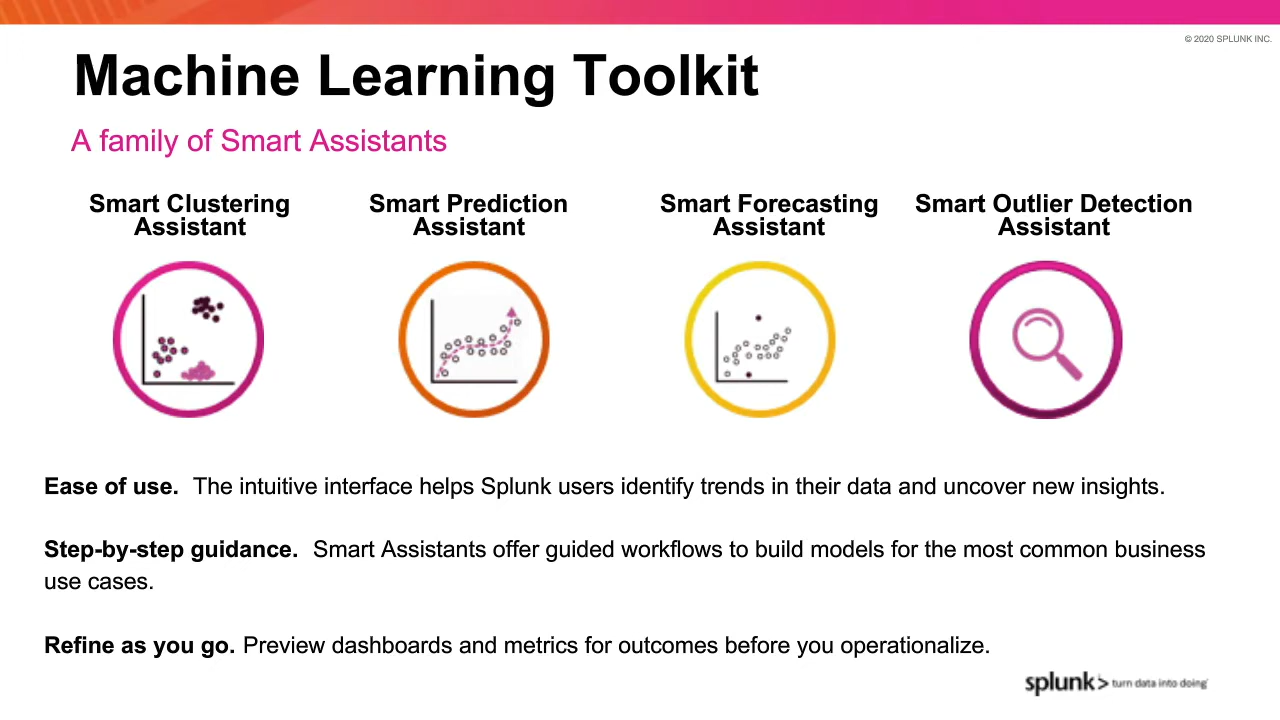 © 2020 SPLUNK INC.
Machine Learning Toolkit
A family of Smart Assistants
Smart Clustering
Assistant
Smart Prediction
Assistant
Smart Forecasting
Assistant
Smart Outlier Detection
Assistant
Ease of use. The intuitive interface helps Splunk users identify trends in their data and uncover new insights.
Step-by-step guidance. Smart Assistants offer guided workflows to build models for the most common business
use cases.
Refine as you go. Preview dashboards and metrics for outcomes before you operationalize.
splunk> turn data into doing